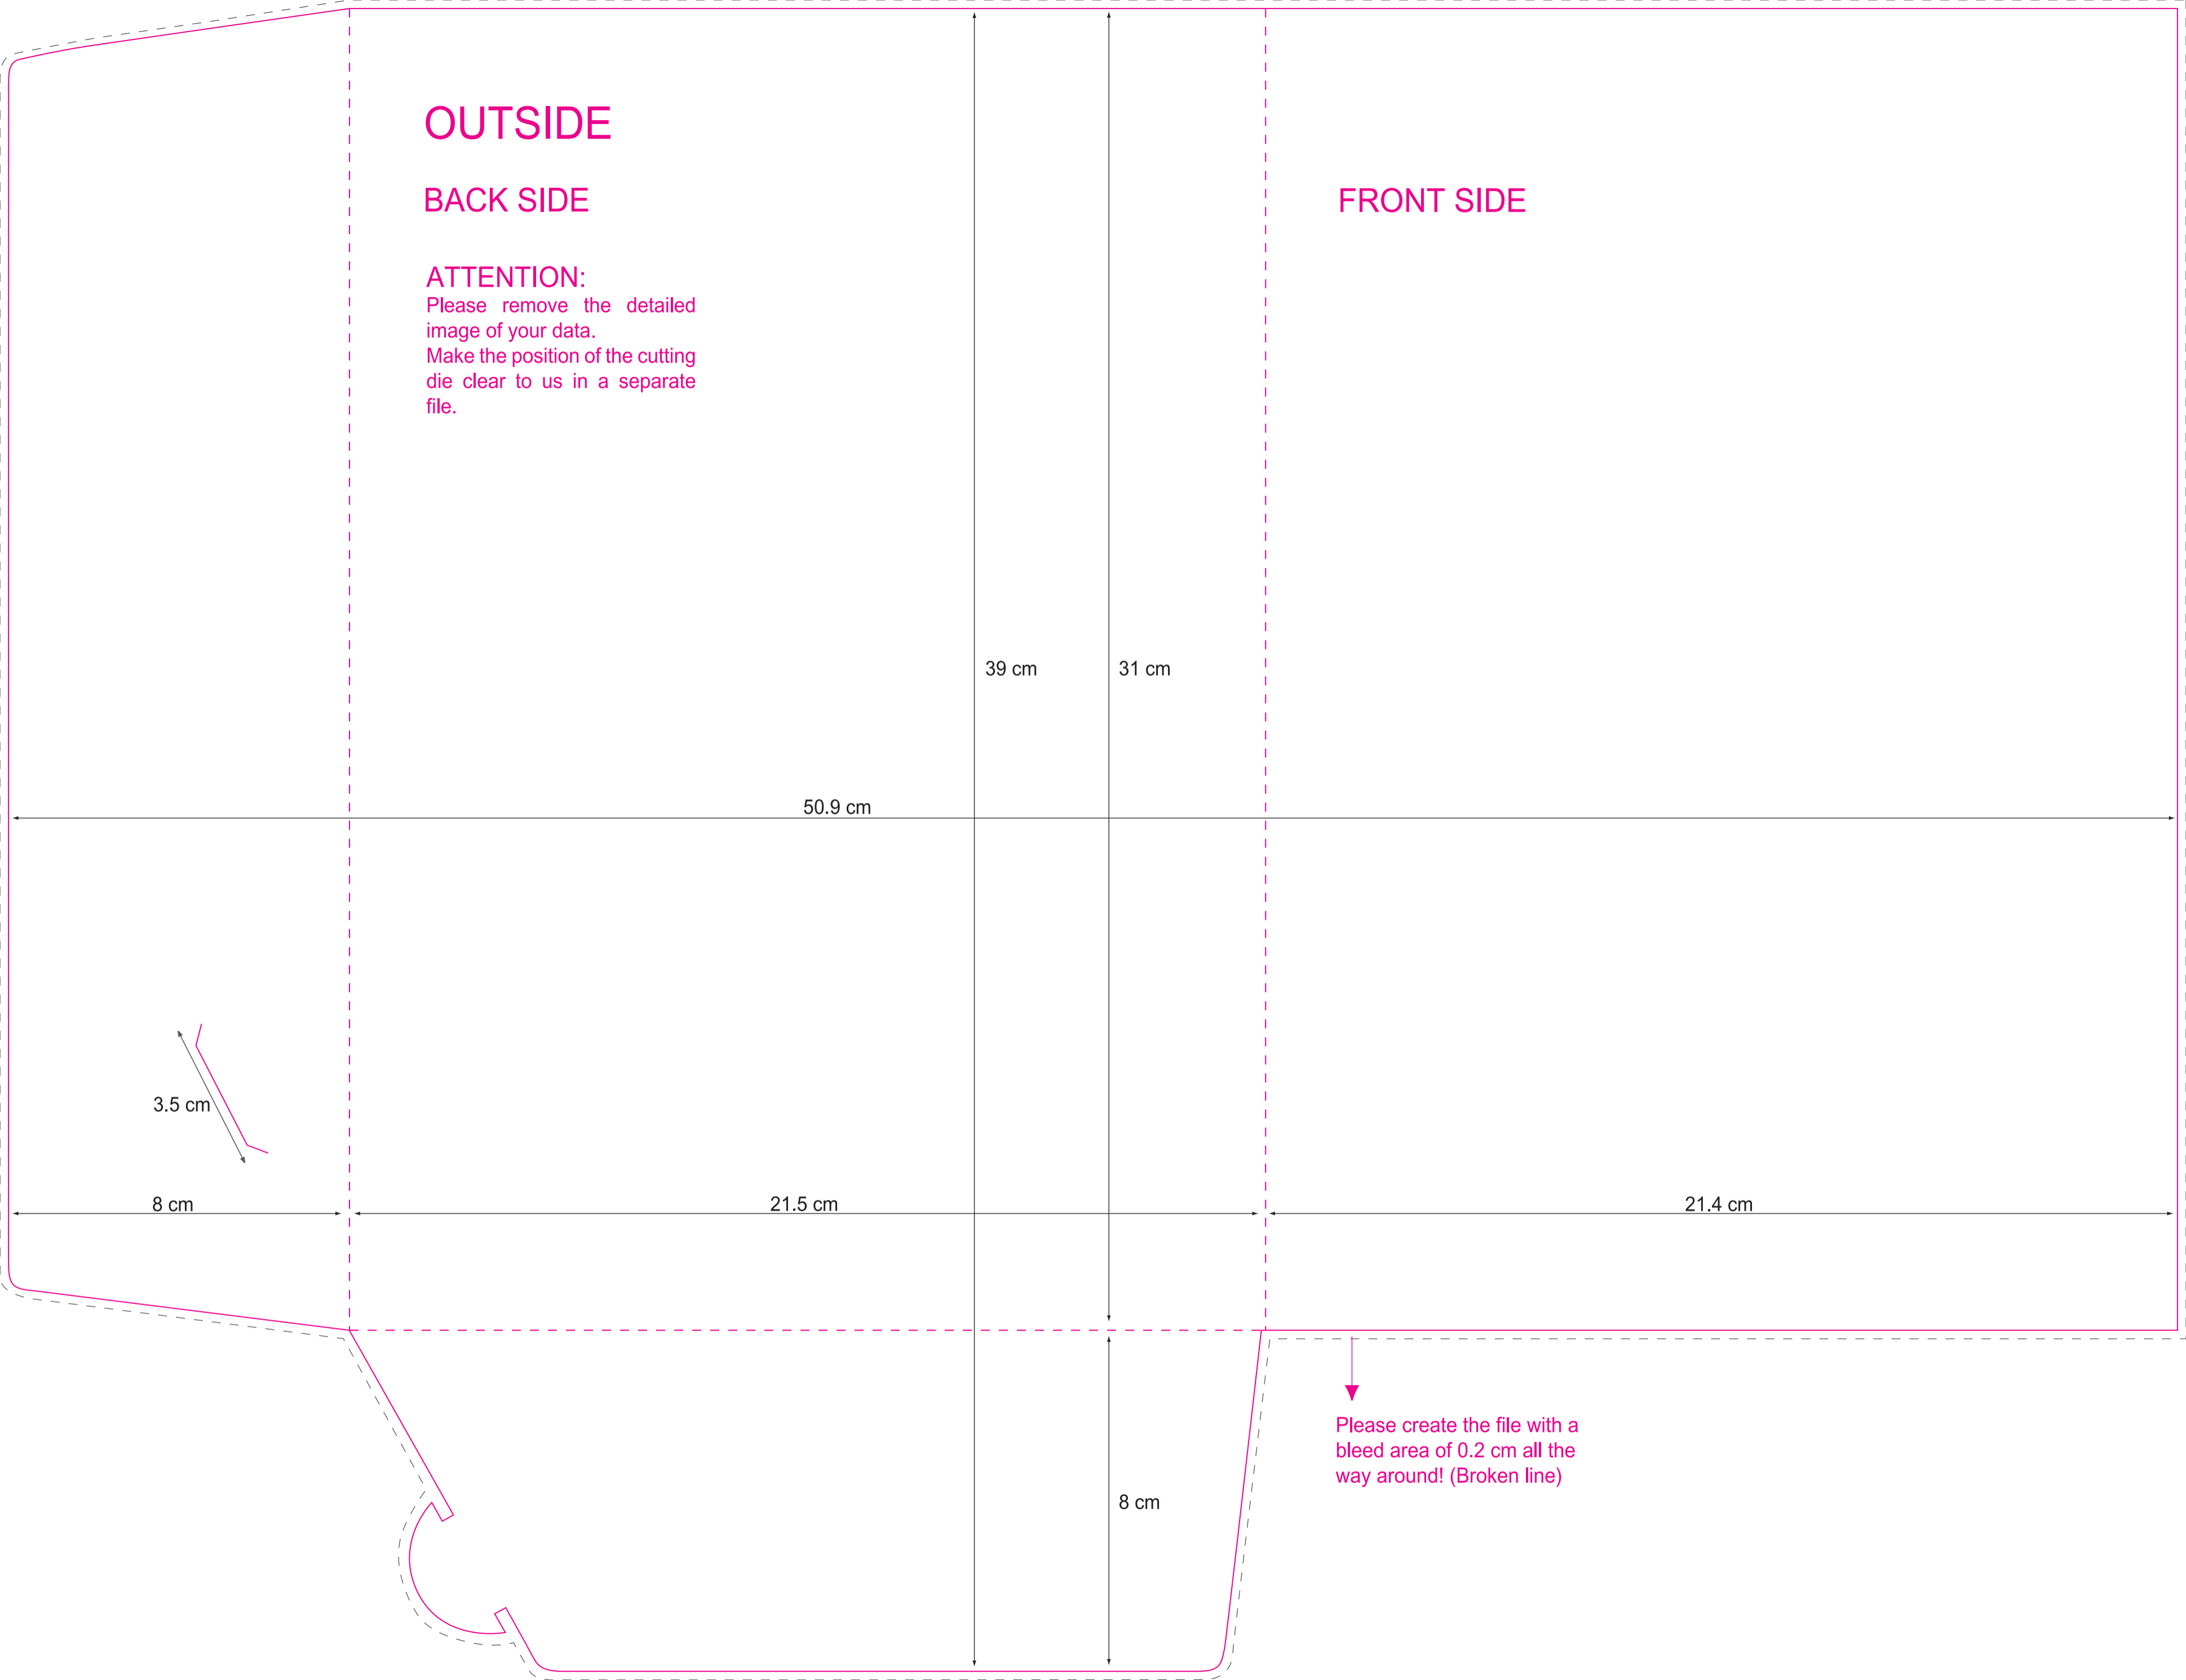 OUTSIDE
BACK SIDE
FRONT SIDE
ATTENTION:
Please remove the detailed
image of your data.
Make the position of the cutting
die clear to us in a separate
file.
39 cm
31 cm
50.9 cm
3.5 cm
8 cm
21.5 cm
21.4 cm
Please create the file with a
bleed area of 0.2 cm all the
way around! (Broken line)
8 cm